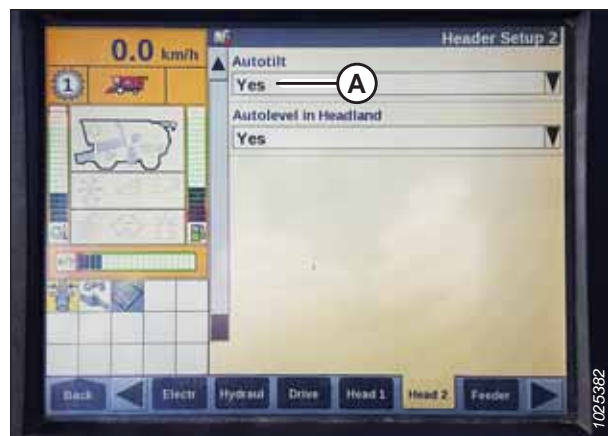 Header Setup 2
0.0 km/h
1
Autotilt
Yes
A
Autolevel in Headland
Yes
Back
Electr
Hydraul
Drive
Head 1
Head 2
Feeder
1025382